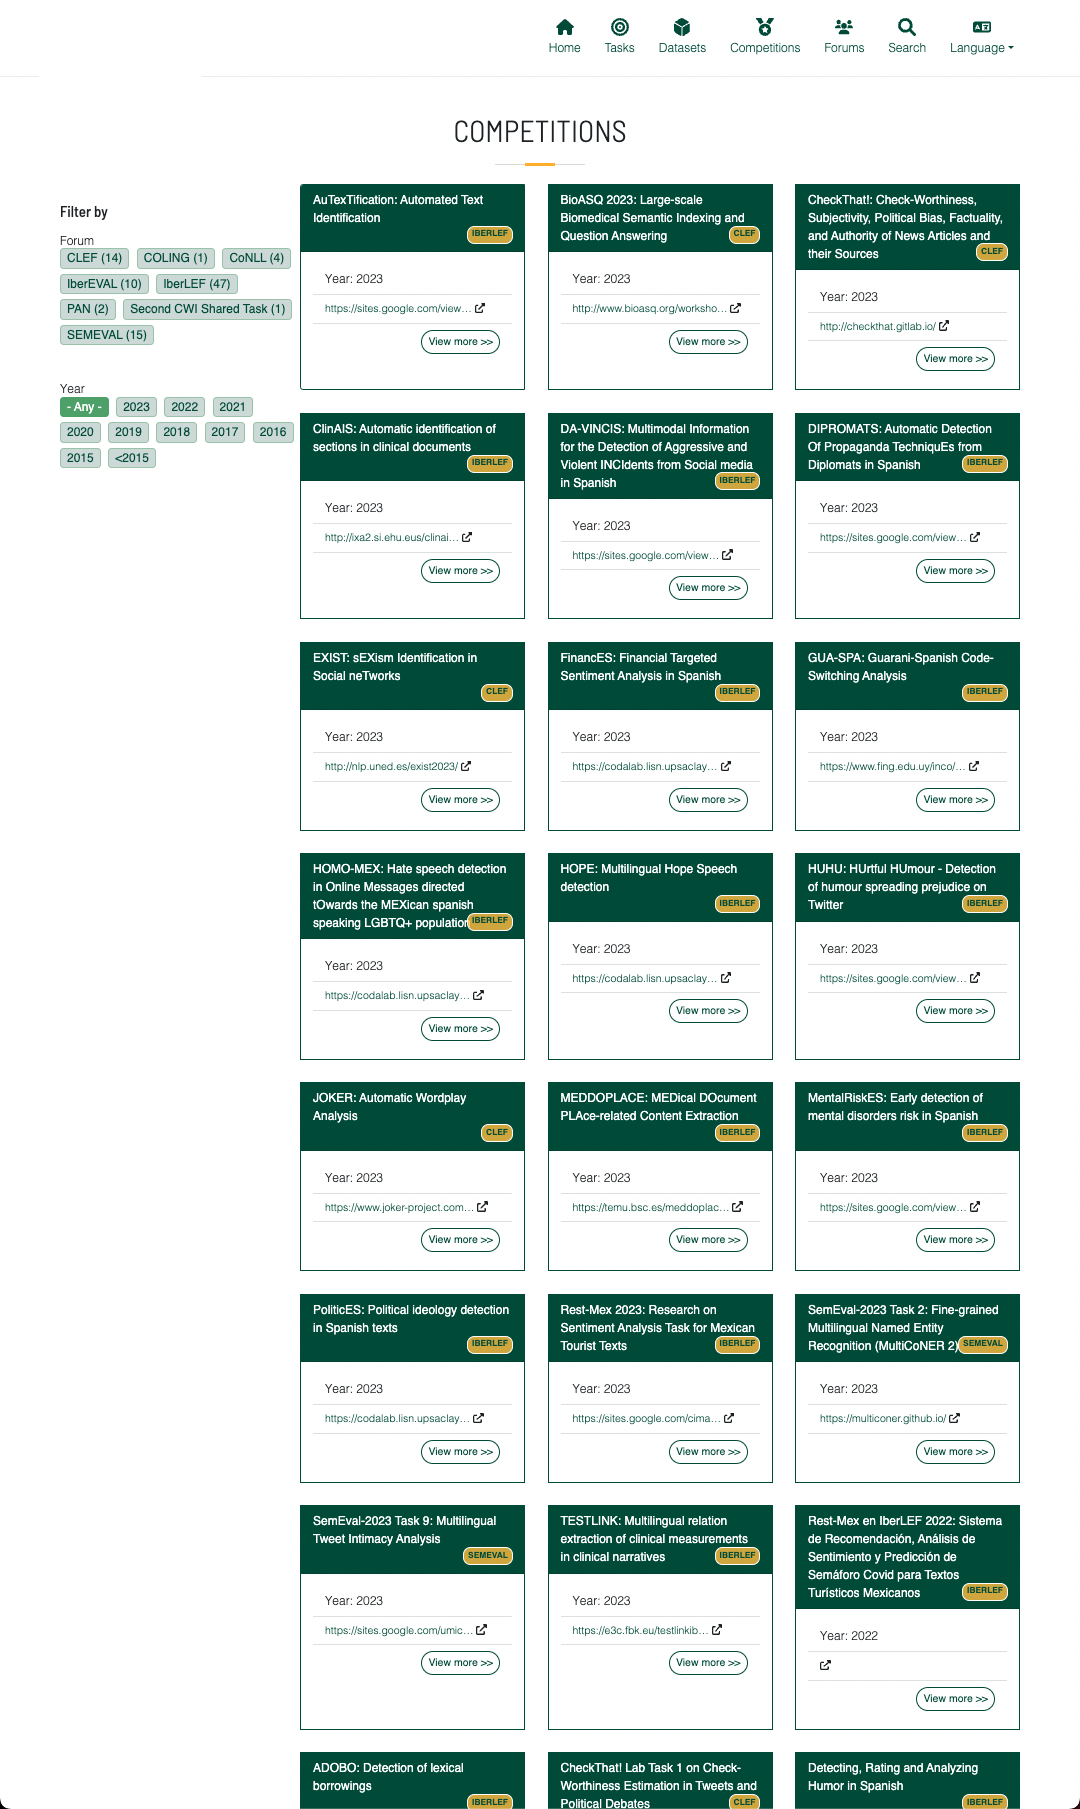 Home
Tasks
Datasets
Competitions
Forums
Search
Language
COMPETITIONS
Filter by
Forum
CLEF (14)
COLING (1)
CoNLL (4)
IberEVAL (10)
IberLEF (47)
PAN (2)
Second CWI Shared Task (1)
SEMEVAL (15)
Year
- Any -
2023
2022
2021
2020
2019
2018
2017
2016
2015
<2015
AuTexTification: Automated Text
Identification
IBERLEF
Year: 2023
https://sites.google.com/view...
View more >>
BioASQ 2023: Large-scale
Biomedical Semantic Indexing and
Question Answering
CLEF
Year: 2023
http://www.bioasq.org/worksho...
View more >>
CheckThat!: Check-Worthiness,
Subjectivity, Political Bias, Factuality,
and Authority of News Articles and
their Sources
CLEF
Year: 2023
http://checkthat.gitlab.io/
View more >>
ClinAIS: Automatic identification of
sections in clinical documents
IBERLEF
Year: 2023
http://ixa2.si.ehu.eus/clinai...
View more >>
DA-VINCIS: Multimodal Information
for the Detection of Aggressive and
Violent INCIdents from Social media
in Spanish
IBERLEF
Year: 2023
https://sites.google.com/view...
View more >>
DIPROMATS: Automatic Detection
Of Propaganda TechniquEs from
Diplomats in Spanish
IBERLEF
Year: 2023
https://sites.google.com/view...
View more >>
EXIST: sEXism Identification in
Social neTworks
CLEF
Year: 2023
http://nlp.uned.es/exist2023/
View more >>
FinancES: Financial Targeted
Sentiment Analysis in Spanish
IBERLEF
Year: 2023
https://codalab.lisn.upsaclay...
View more >>
GUA-SPA: Guarani-Spanish Code-
Switching Analysis
IBERLEF
Year: 2023
https://www.fing.edu.uy/inco/...
View more >>
HOMO-MEX: Hate speech detection
in Online Messages directed
tOwards the MEXican spanish
speaking LGBTQ+ population
IBERLEF
Year: 2023
https://codalab.lisn.upsaclay...
View more >>
HOPE: Multilingual Hope Speech
detection
IBERLEF
Year: 2023
https://codalab.lisn.upsaclay...
View more >>
HUHU: HUrtful HUmour - Detection
of humour spreading prejudice on
Twitter
IBERLEF
Year: 2023
https://sites.google.com/view...
View more >>
JOKER: Automatic Wordplay
Analysis
CLEF
Year: 2023
https://www.joker-project.com...
View more >>
MEDDOPLACE: MEDical DOcument
PLAce-related Content Extraction
IBERLEF
Year: 2023
https://temu.bsc.es/meddoplac...
View more >>
MentalRiskES: Early detection of
mental disorders risk in Spanish
IBERLEF
Year: 2023
https://sites.google.com/view...
View more >>
PoliticES: Political ideology detection
in Spanish texts
IBERLEF
Year: 2023
https://codalab.lisn.upsaclay...
View more >>
Rest-Mex 2023: Research on
Sentiment Analysis Task for Mexican
Tourist Texts
IBERLEF
Year: 2023
https://sites.google.com/cima...
View more >>
SemEval-2023 Task 2: Fine-grained
Multilingual Named Entity
Recognition (MultiCoNER 2)
SEMEVAL
Year: 2023
https://multiconer.github.io/
View more >>
SemEval-2023 Task 9: Multilingual
Tweet Intimacy Analysis
SEMEVAL
Year: 2023
https://sites.google.com/umic...
View more >>
TESTLINK: Multilingual relation
extraction of clinical measurements
in clinical narratives
IBERLEF
Year: 2023
https://e3c.fbk.eu/testlinkib...
View more >>
Rest-Mex en IberLEF 2022: Sistema
de Recomendación, Análisis de
Sentimiento y Predicción de
Semáforo Covid para Textos
Turísticos Mexicanos
IBERLEF
Year: 2022
View more >>
ADOBO: Detection of lexical
borrowings
IBERLEF
CheckThat! Lab Task 1 on Check-
Worthiness Estimation in Tweets and
Political Debates
CLEF
Detecting, Rating and Analyzing
Humor in Spanish
IBERLEF